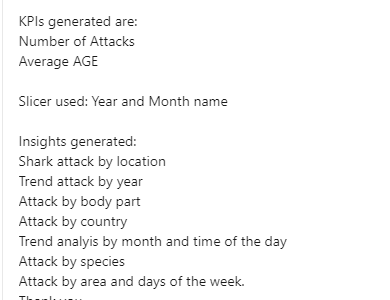 KPIs generated are:
Number of Attacks
Average AGE
Slicer used: Year and Month name
Insights generated:
Shark attack by location
Trend attack by year
Attack by body part
Attack by country
Trend analyis by month and time of the day
Attack by species
Attack by area and days of the week.
Thank you